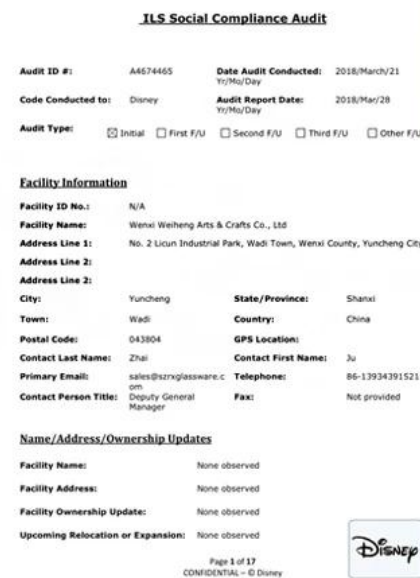 ILS Social Compliance Audit
Audit ID #: A4674465 Date Audit Conducted: 2018/March/21
Yr/Mo/Day
Code Conducted to: Disney Audit Report Date: 2018/Mar/28
Yr/Mo/Day
Audit Type: ☒ Initial ☐ First F/U ☐ Second F/U ☐ Third F/U ☐ Other F/U
Facility Information
Facility ID No.: N/A
Facility Name: Wenxi Weiheng Arts & Crafts Co., Ltd
Address Line 1: No. 2 Licun Industrial Park, Wadi Town, Wenxi County, Yuncheng City
Address Line 2:
Address Line 2:
City: Yuncheng State/Province: Shanxi
Town: Wadi Country: China
Postal Code: 043804 GPS Location:
Contact Last Name: Zhai Contact First Name: Ju
Primary Email: sales@szrxglassware.c Telephone: 86-13934391521
om
Contact Person Title: Deputy General Fax: Not provided
Manager
Name/Address/Ownership Updates
Facility Name: None observed
Facility Address: None observed
Facility Ownership Update: None observed
Upcoming Relocation or Expansion: None observed
Page 1 of 17
CONFIDENTIAL – © Disney
Disney